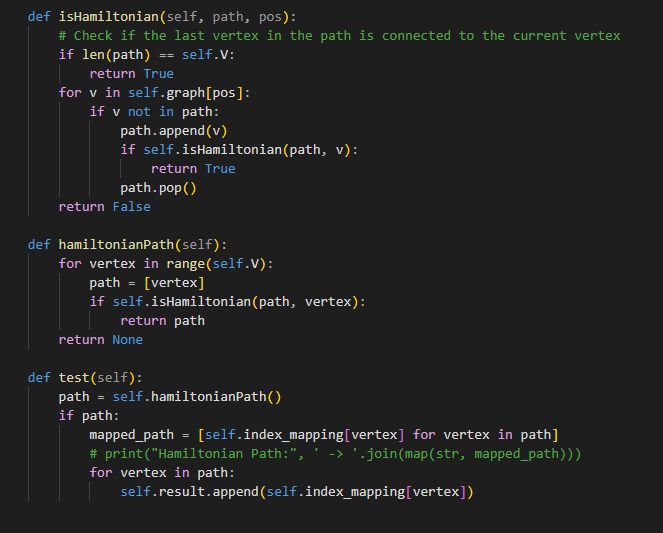 def isHamiltonian(self, path, pos):
    # Check if the last vertex in the path is connected to the current vertex
    if len(path) == self.V:
        return True
    for v in self.graph[pos]:
        if v not in path:
            path.append(v)
            if self.isHamiltonian(path, v):
                return True
            path.pop()
    return False

def hamiltonianPath(self):
    for vertex in range(self.V):
        path = [vertex]
        if self.isHamiltonian(path, vertex):
            return path
    return None

def test(self):
    path = self.hamiltonianPath()
    if path:
        mapped_path = [self.index_mapping[vertex] for vertex in path]
        # print("Hamiltonian Path:", ' -> '.join(map(str, mapped_path)))
        for vertex in path:
            self.result.append(self.index_mapping[vertex])